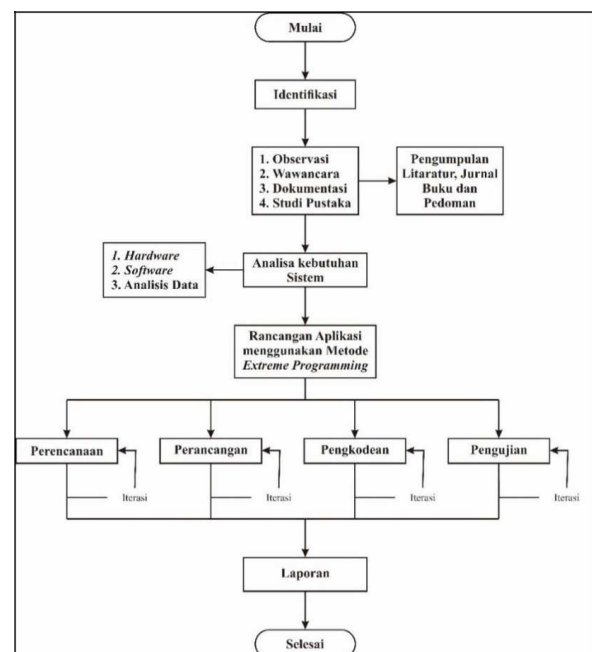 Mulai
Identifikasi
1. Observasi
2. Wawancara
3. Dokumentasi
4. Studi Pustaka
Pengumpulan
Litaratur, Jurnal
Buku dan
Pedoman
1. Hardware
2. Software
3. Analisis Data
Analisa kebutuhan
Sistem
Rancangan Aplikasi
menggunakan Metode
Extreme Programming
Perencanaan
Perancangan
Pengkodean
Pengujian
Iterasi
Iterasi
Iterasi
Iterasi
Laporan
Selesai